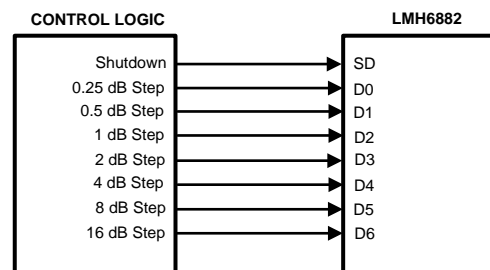 CONTROL LOGIC
LMH6882
Shutdown
SD
0.25 dB Step
D0
0.5 dB Step
D1
1 dB Step
D2
2 dB Step
D3
4 dB Step
D4
8 dB Step
D5
16 dB Step
D6